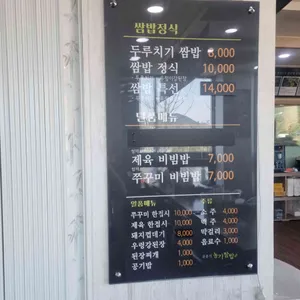 쌈밥정식
두루치기 쌈밥 8,000
쌈밥 정식 10,000
쌈밥 특선 14,000
단품메뉴
제육 비빔밥 7,000
쭈꾸미 비빔밥 7,000
일품메뉴
쭈꾸미 한접시 10,000
제육 한접시 10,000
돼지껍데기 8,000
우렁강된장 4,000
된장찌개 1,000
공기밥 1,000
주류
소 주 4,000
맥 주 4,000
막걸리 3,000
음료수 1,000